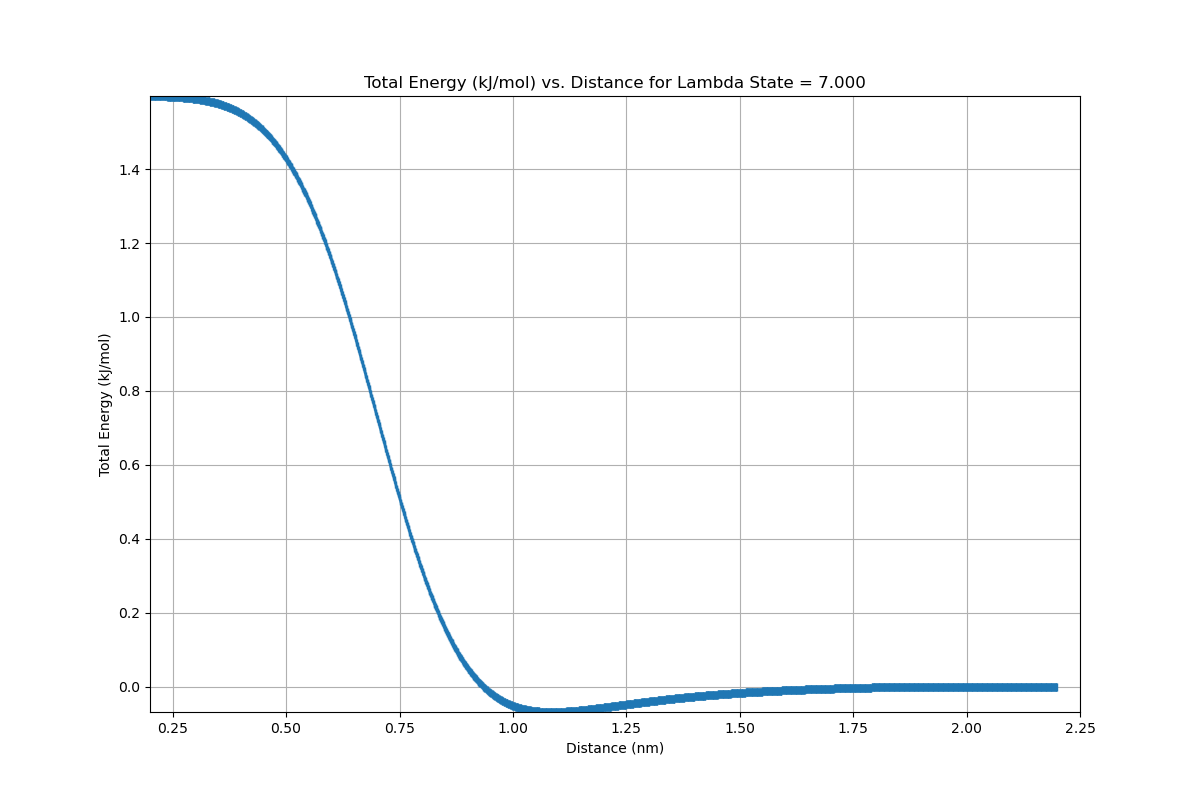 Total Energy (kJ/mol) vs. Distance for Lambda State = 7.000
1.4
1.2
1.0
0.8
0.6
0.4
0.2
0.0
Total Energy (kJ/mol)
0.25 0.50 0.75 1.00 1.25 1.50 1.75 2.00 2.25
Distance (nm)